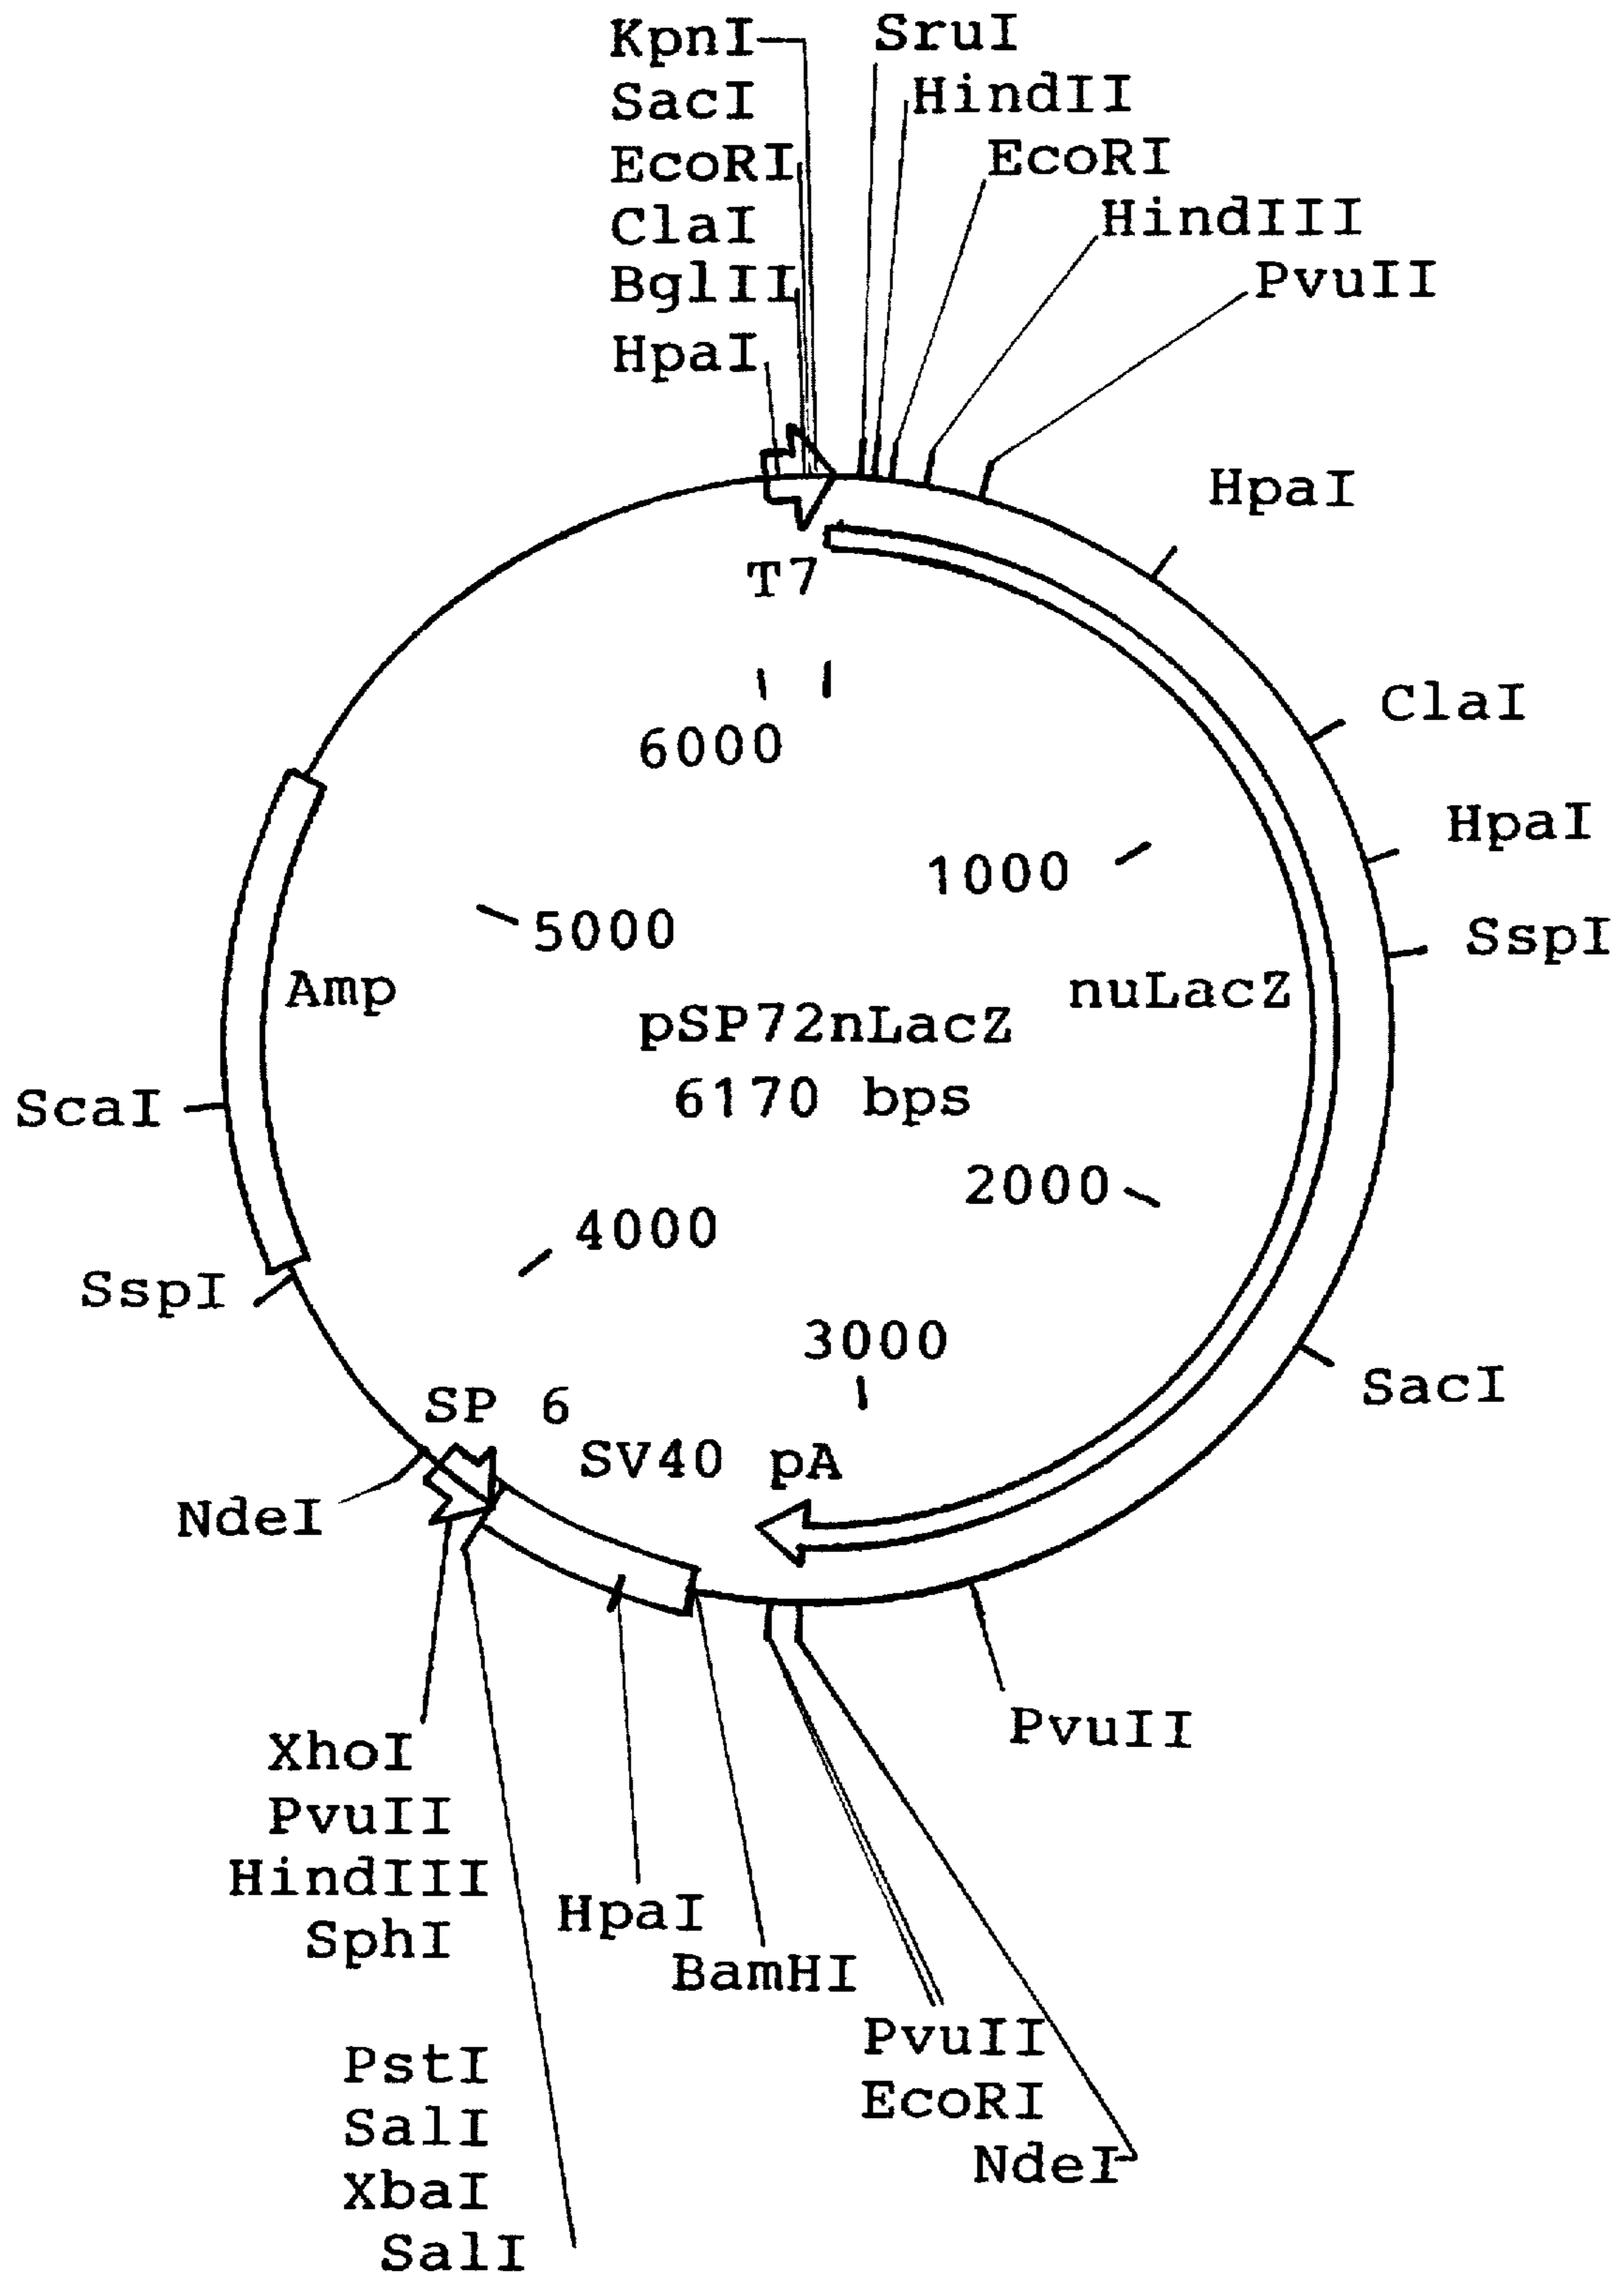 KpnI
SacI
EcoRI
ClaI
BglII
HpaI
SruI
HindII
EcoRI
HindIII
PvuII
HpaI
ClaI
HpaI
SspI
T7
6000
1000
5000
Amp
nuLacZ
pSP72nLacZ
6170 bps
ScaI
2000
4000
SspI
3000
SacI
SP 6
SV40 pA
NdeI
PvuII
XhoI
PvuII
HindIII
SphI
HpaI
BamHI
PvuII
EcoRI
NdeI
PstI
SalI
XbaI
SalI